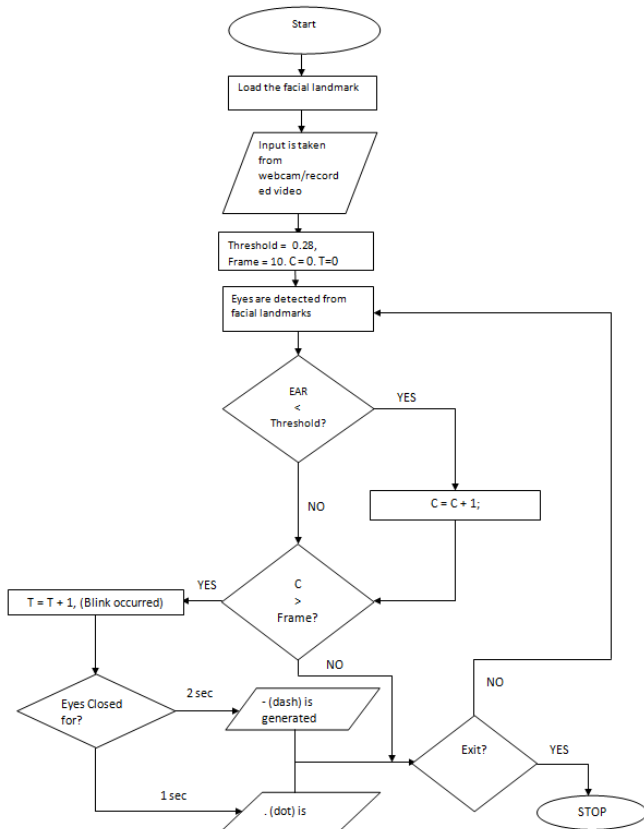 Start
Load the facial landmark
Input is taken
from
webcam/record
ed video
Threshold = 0.28,
Frame = 10. C = 0. T=0
Eyes are detected from
facial landmarks
EAR
<
Threshold?
YES
NO
C = C + 1;
C
>
Frame?
YES
T = T + 1, (Blink occurred)
NO
Eyes Closed
for?
2 sec
- (dash) is
generated
NO
Exit?
YES
1 sec
. (dot) is
STOP